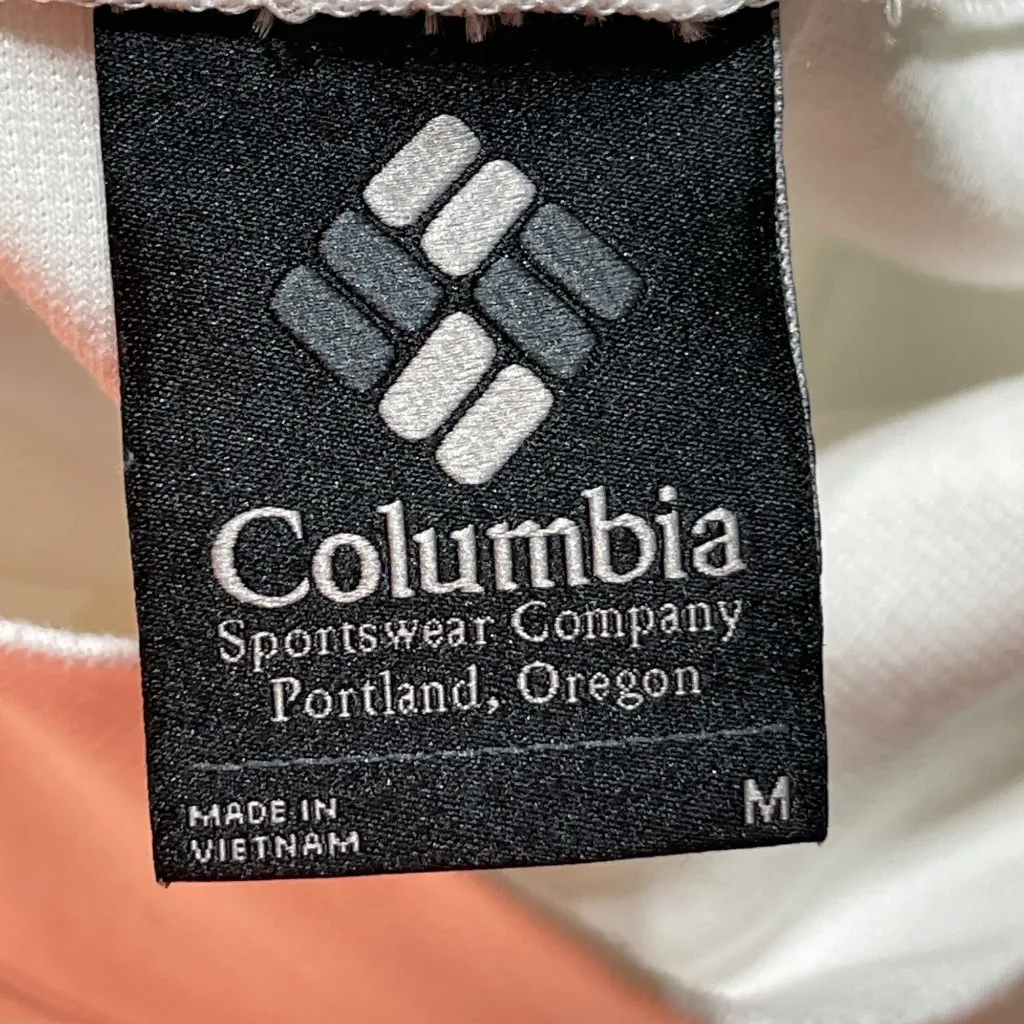 Columbia
Sportswear Company
Portland, Oregon
MADE IN
VIETNAM
M